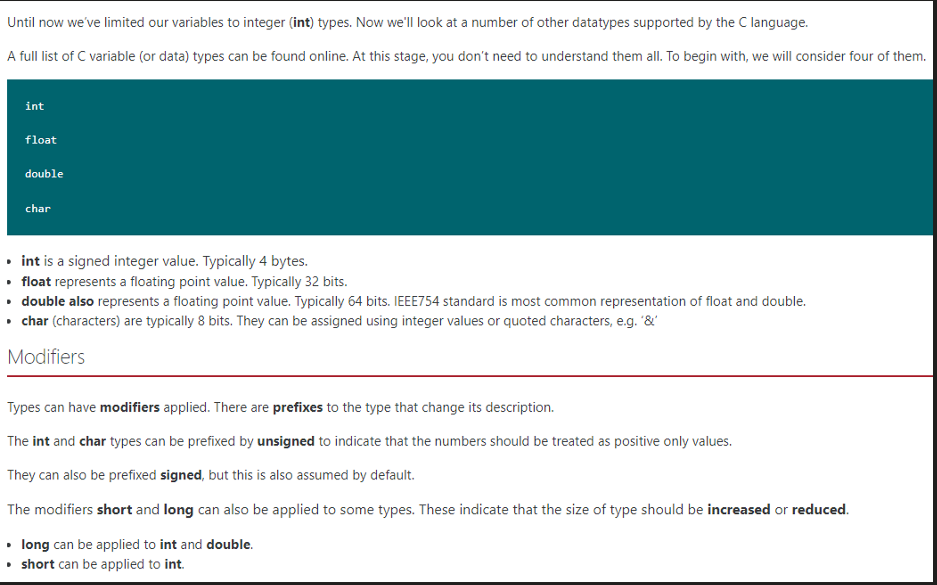 Until now we've limited our variables to integer (int) types. Now we'll look at a number of other datatypes supported by the C language.
A full list of C variable (or data) types can be found online. At this stage, you don't need to understand them all. To begin with, we will consider four of them.
int
float
double
char
• int is a signed integer value. Typically 4 bytes.
• float represents a floating point value. Typically 32 bits.
• double also represents a floating point value. Typically 64 bits. IEEE754 standard is most common representation of float and double.
• char (characters) are typically 8 bits. They can be assigned using integer values or quoted characters, e.g. '&'
Modifiers
Types can have modifiers applied. There are prefixes to the type that change its description.
The int and char types can be prefixed by unsigned to indicate that the numbers should be treated as positive only values.
They can also be prefixed signed, but this is also assumed by default.
The modifiers short and long can also be applied to some types. These indicate that the size of type should be increased or reduced.
• long can be applied to int and double.
• short can be applied to int.